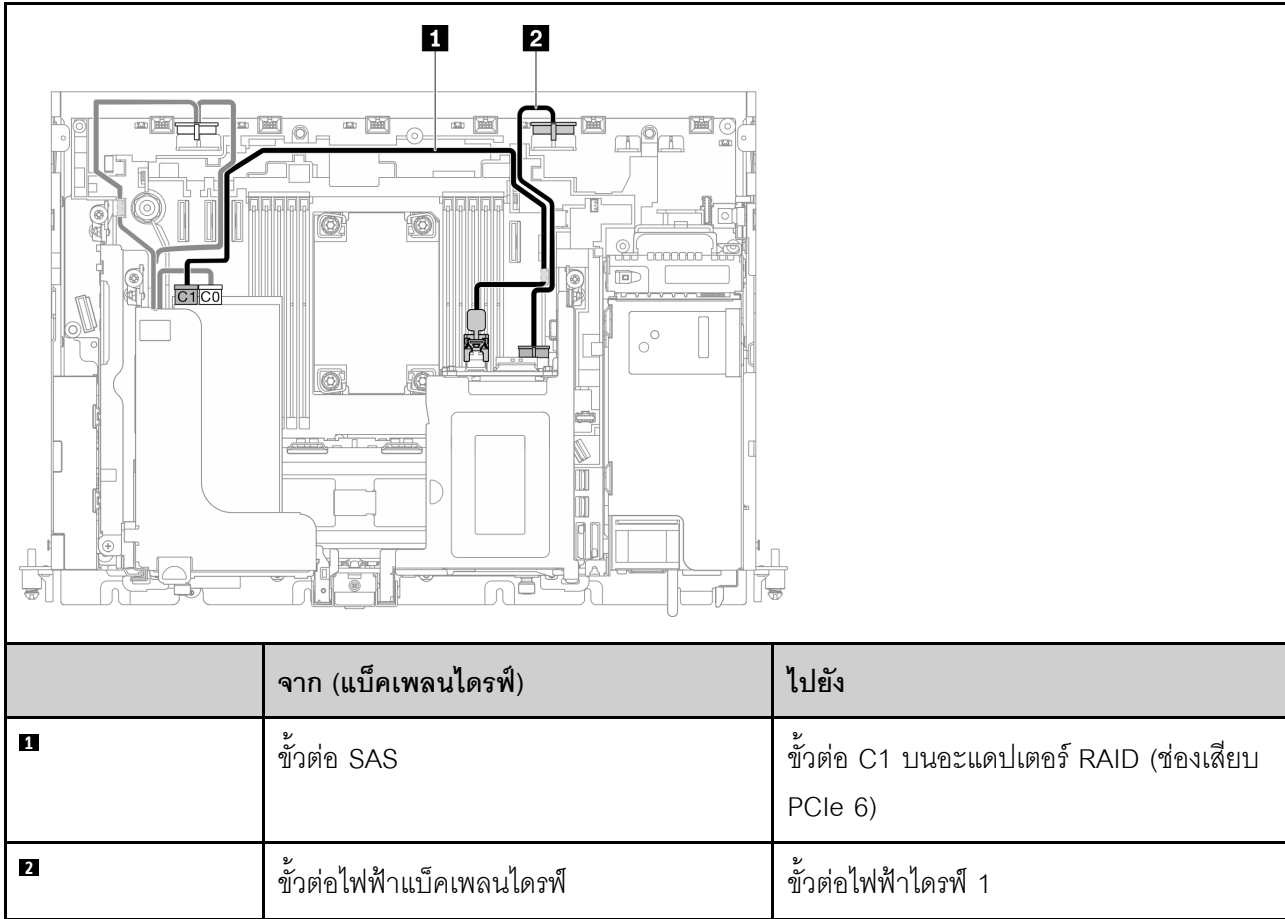 1 2
C1 C0
จาก (แบ็คเพลนไดรฟ์) ไปยัง
1 ขั้วต่อ SAS ขั้วต่อ C1 บนอะแดปเตอร์ RAID (ช่องเสียบ
PCIe 6)
2 ขั้วต่อไฟฟ้าแบ็คเพลนไดรฟ์ ขั้วต่อไฟฟ้าไดรฟ์ 1